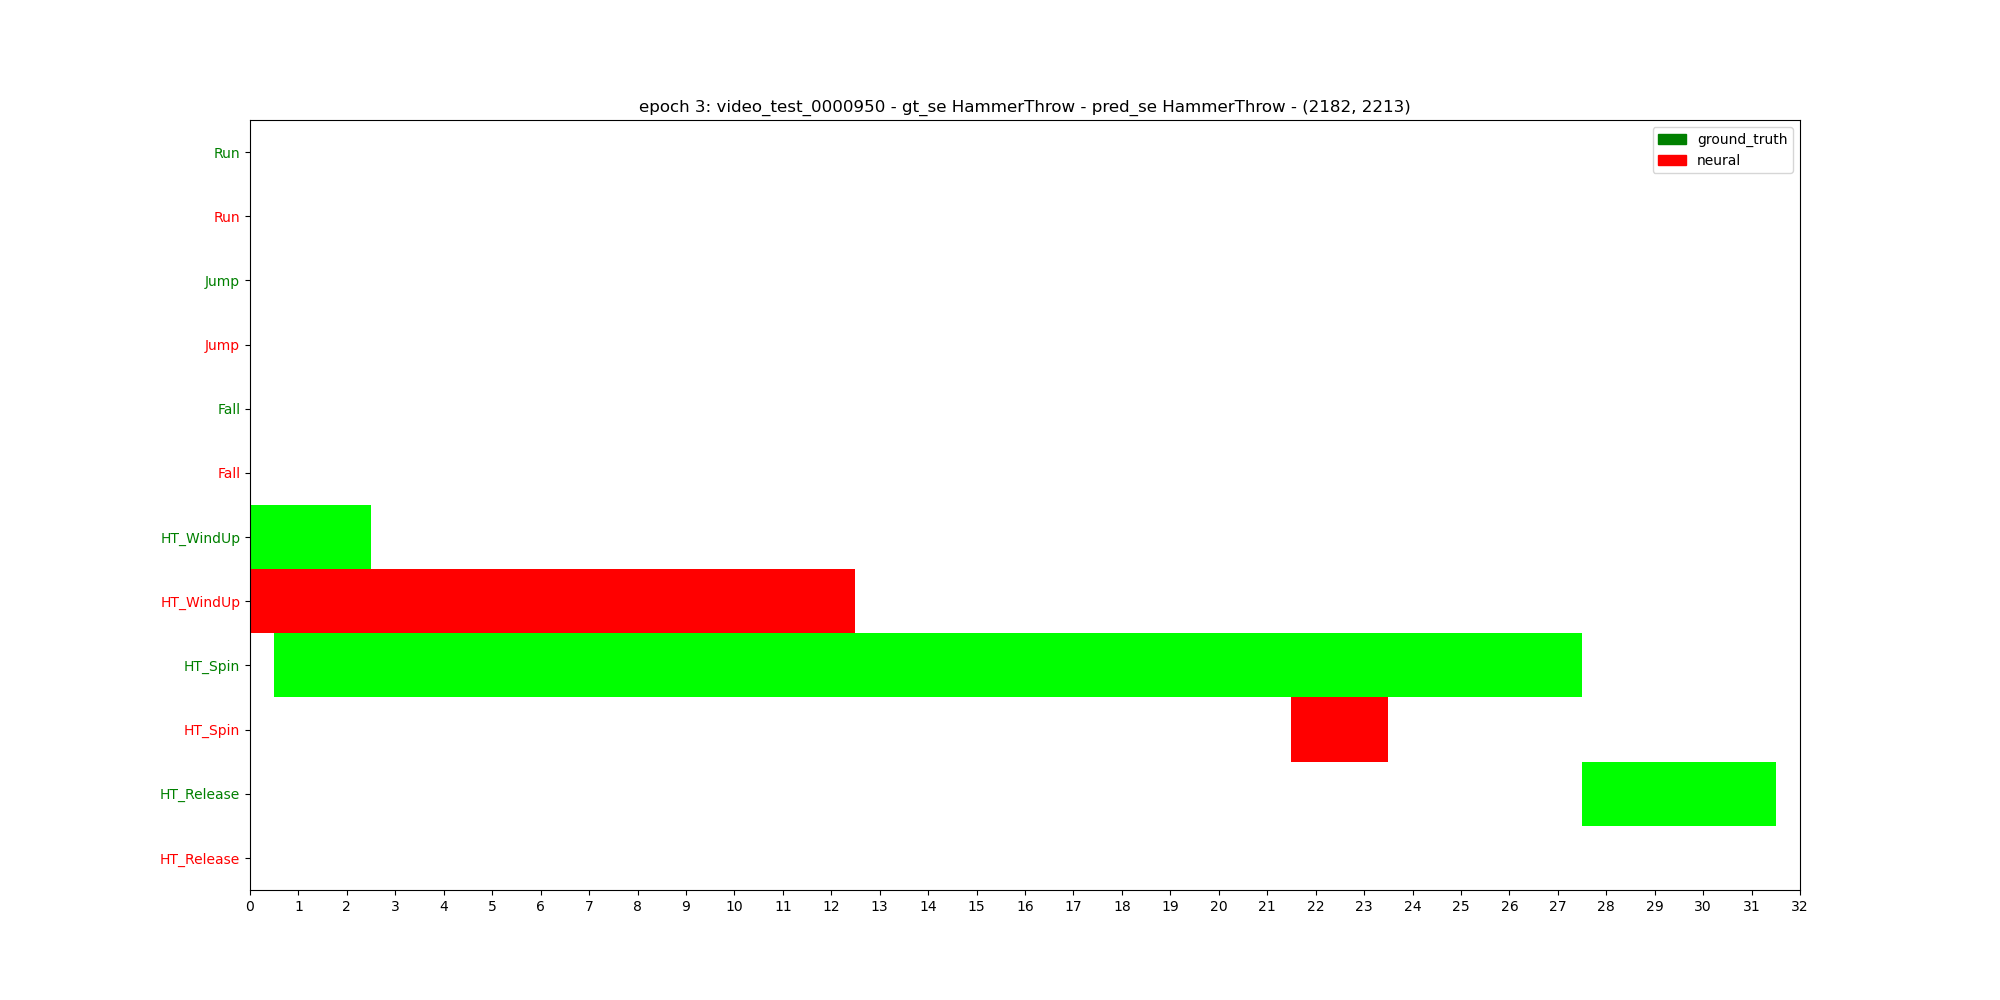 epoch 3: video_test_0000950 - gt_se HammerThrow - pred_se HammerThrow - (2182, 2213)
ground_truth
neural
Run
Run
Jump
Jump
Fall
Fall
HT_WindUp
HT_WindUp
HT_Spin
HT_Spin
HT_Release
HT_Release
0 1 2 3 4 5 6 7 8 9 10 11 12 13 14 15 16 17 18 19 20 21 22 23 24 25 26 27 28 29 30 31 32